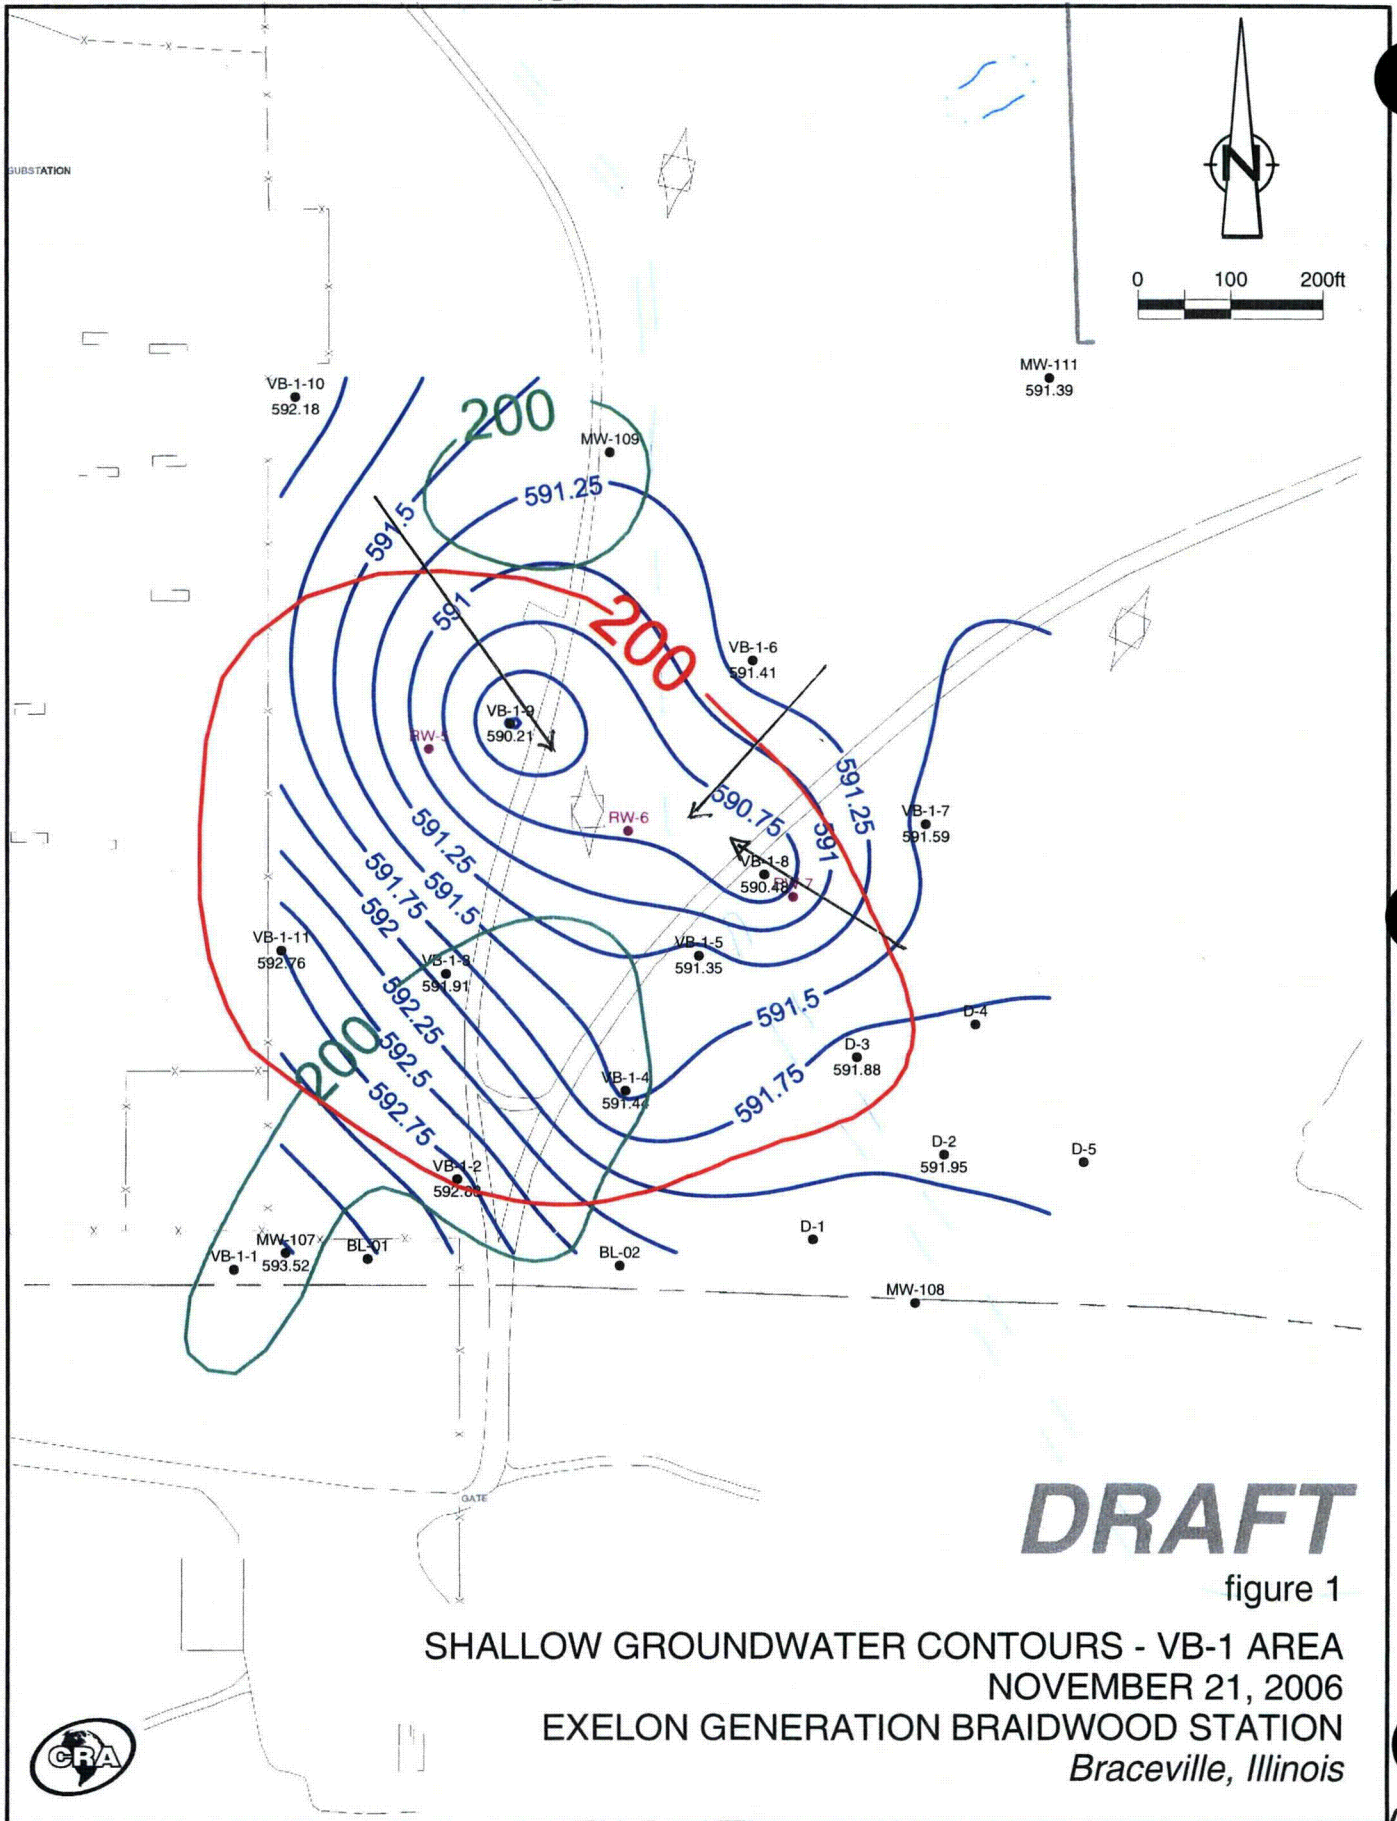 SUBSTATION
N
0 100 200ft
MW-111
591.39
VB-1-10
592.18
200
MW-109
591.25
591.5
591
200
VB-1-6
591.41
VB-1-9
590.21
RW-5
RW-6
590.75
591.25
591
VB-1-7
591.59
VB-1-8
590.48
RW-7
591.25
591.75
591.5
592
VB-1-11
592.76
VB-1-3
591.91
VB-1-5
591.35
592.25
591.5
D-4
592.5
200
D-3
591.88
VB-1-4
591.44
591.75
592.75
D-2
591.95
D-5
VB-1-2
D-1
MW-107
593.52
VB-1-1
BL-01
BL-02
MW-108
GATE
DRAFT
figure 1
SHALLOW GROUNDWATER CONTOURS - VB-1 AREA
NOVEMBER 21, 2006
EXELON GENERATION BRAIDWOOD STATION
Braceville, Illinois
CRA